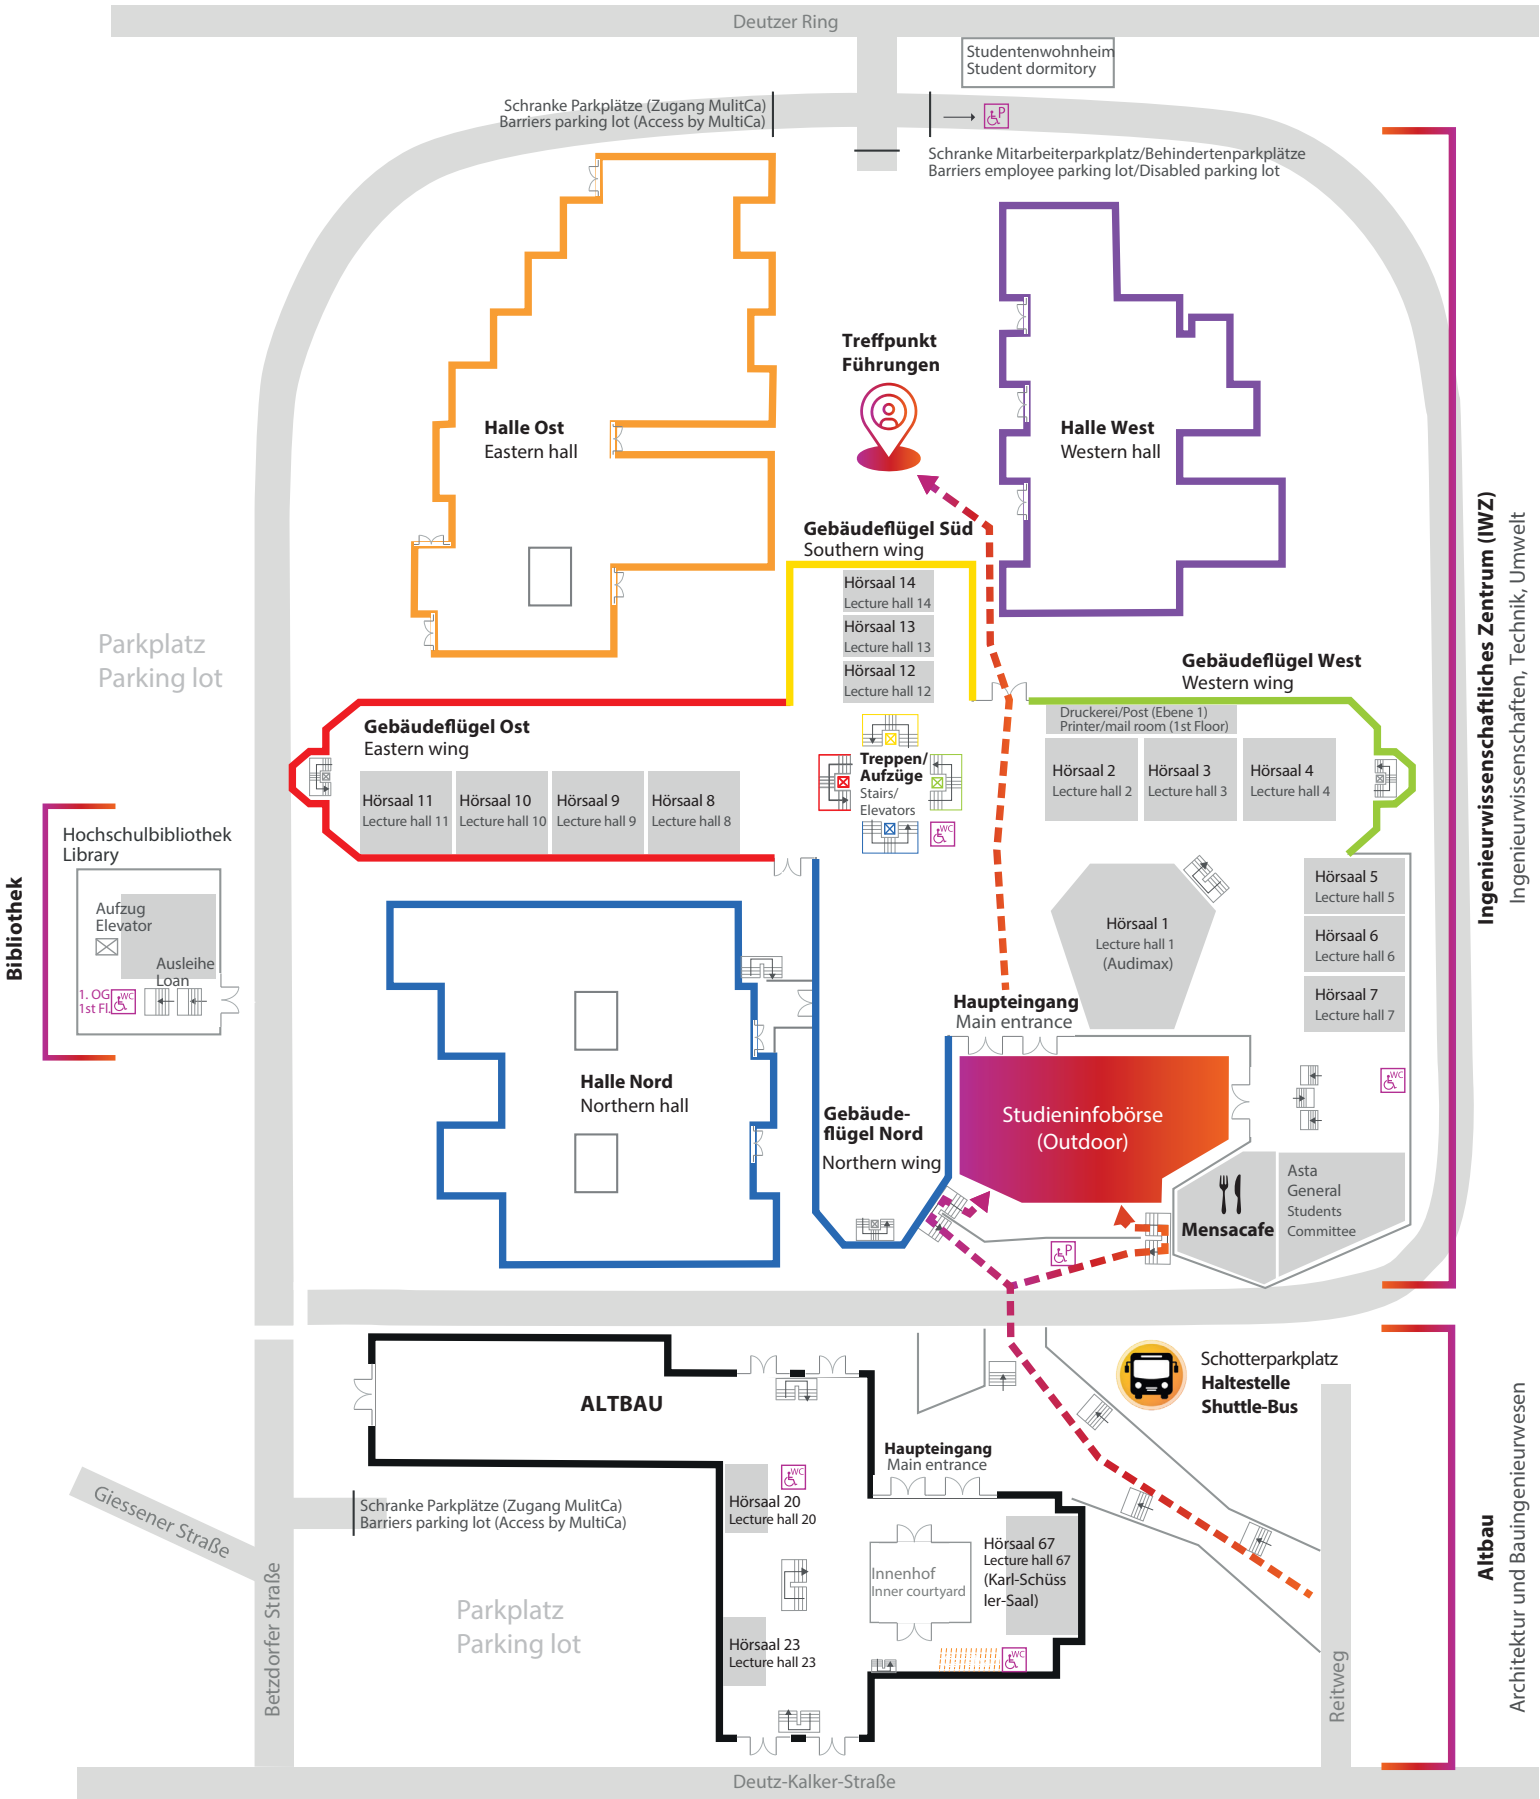 Deutzer Ring
Studentenwohnheim
Student dormitory
Schranke Parkplätze (Zugang MulitCa)
Barriers parking lot (Access by MultiCa)
P
Schranke Mitarbeiterparkplatz/Behindertenparkplätze
Barriers employee parking lot/Disabled parking lot
Treffpunkt
Führungen
Halle Ost
Eastern hall
Halle West
Western hall
Gebäudeflügel Süd
Southern wing
Hörsaal 14
Lecture hall 14
Hörsaal 13
Lecture hall 13
Hörsaal 12
Lecture hall 12
Parkplatz
Parking lot
Gebäudeflügel West
Western wing
Gebäudeflügel Ost
Eastern wing
Druckerei/Post (Ebene 1)
Printer/mail room (1st Floor)
Treppen/
Aufzüge
Stairs/
Elevators
WC
Hörsaal 11
Lecture hall 11
Hörsaal 10
Lecture hall 10
Hörsaal 9
Lecture hall 9
Hörsaal 8
Lecture hall 8
Hörsaal 2
Lecture hall 2
Hörsaal 3
Lecture hall 3
Hörsaal 4
Lecture hall 4
Hochschulbibliothek
Library
Bibliothek
Aufzug
Elevator
Ausleihe
Loan
1. OG
1st Fl.
WC
Hörsaal 5
Lecture hall 5
Hörsaal 6
Lecture hall 6
Hörsaal 7
Lecture hall 7
Hörsaal 1
Lecture hall 1
(Audimax)
Haupteingang
Main entrance
Halle Nord
Northern hall
Gebäude-
flügel Nord
Northern wing
Studieninfobörse
(Outdoor)
WC
Mensacafe
Asta
General
Students
Committee
P
Ingenieurwissenschaftliches Zentrum (IWZ)
Ingenieurwissenschaften, Technik, Umwelt
Schotterparkplatz
Haltestelle
Shuttle-Bus
ALTBAU
Haupteingang
Main entrance
WC
Hörsaal 20
Lecture hall 20
Schranke Parkplätze (Zugang MulitCa)
Barriers parking lot (Access by MultiCa)
Giessener Straße
Betzdorfer Straße
Innenhof
Inner courtyard
Hörsaal 67
Lecture hall 67
(Karl-Schüss
ler-Saal)
Parkplatz
Parking lot
Hörsaal 23
Lecture hall 23
WC
Reitweg
Altbau
Architektur und Bauingenieurwesen
Deutz-Kalker-Straße